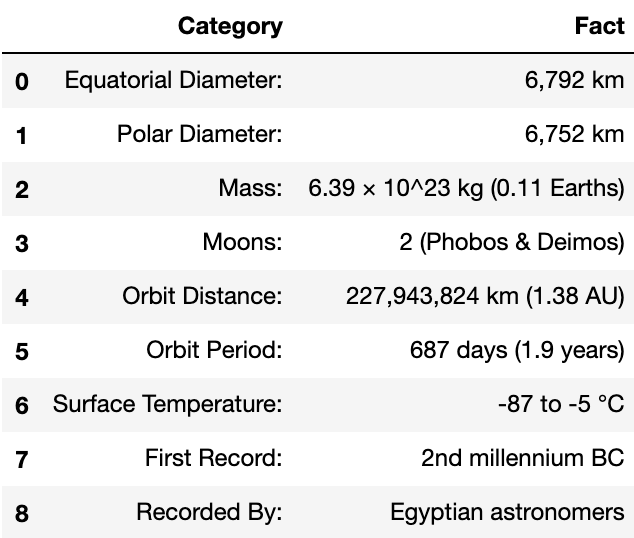 Category Fact
0 Equatorial Diameter: 6,792 km
1 Polar Diameter: 6,752 km
2 Mass: 6.39 × 10^23 kg (0.11 Earths)
3 Moons: 2 (Phobos & Deimos)
4 Orbit Distance: 227,943,824 km (1.38 AU)
5 Orbit Period: 687 days (1.9 years)
6 Surface Temperature: -87 to -5 °C
7 First Record: 2nd millennium BC
8 Recorded By: Egyptian astronomers